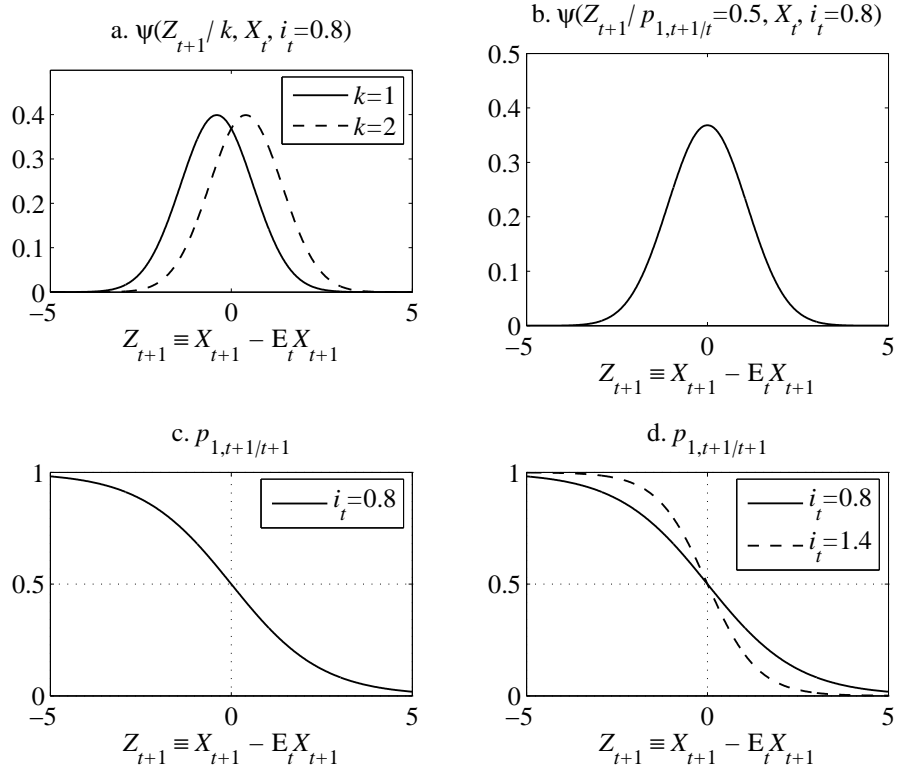 a. ψ(Z_{t+1}/ k, X_t, i_t=0.8)
0.4
0.3
0.2
0.1
0
−5
0
5
k=1
k=2
Z_{t+1} ≡ X_{t+1} − E_t X_{t+1}
b. ψ(Z_{t+1}/ p_{1,t+1/t}=0.5, X_t, i_t=0.8)
0.5
0.4
0.3
0.2
0.1
0
−5
0
5
Z_{t+1} ≡ X_{t+1} − E_t X_{t+1}
c. p_{1,t+1/t+1}
1
0.5
0
−5
0
5
i_t=0.8
Z_{t+1} ≡ X_{t+1} − E_t X_{t+1}
d. p_{1,t+1/t+1}
1
0.5
0
−5
0
5
i_t=0.8
i_t=1.4
Z_{t+1} ≡ X_{t+1} − E_t X_{t+1}